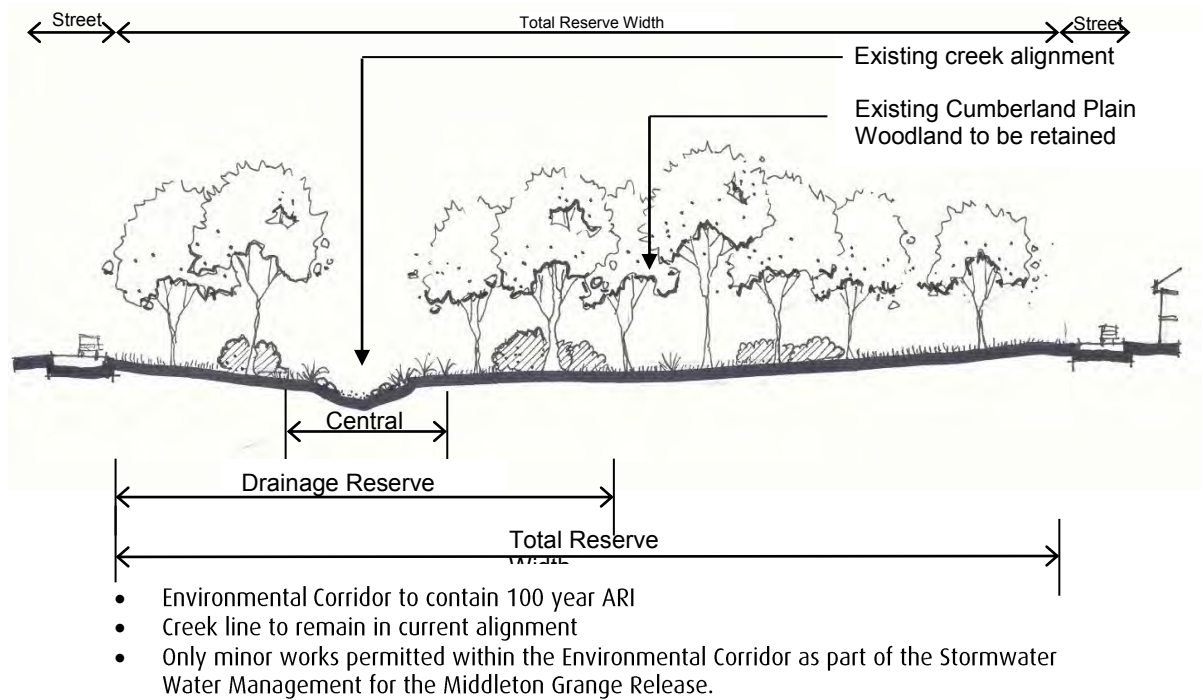 Street
Total Reserve Width
Street
Existing creek alignment
Existing Cumberland Plain
Woodland to be retained
Central
Drainage Reserve
Total Reserve
Width
• Environmental Corridor to contain 100 year ARI
• Creek line to remain in current alignment
• Only minor works permitted within the Environmental Corridor as part of the Stormwater
Water Management for the Middleton Grange Release.